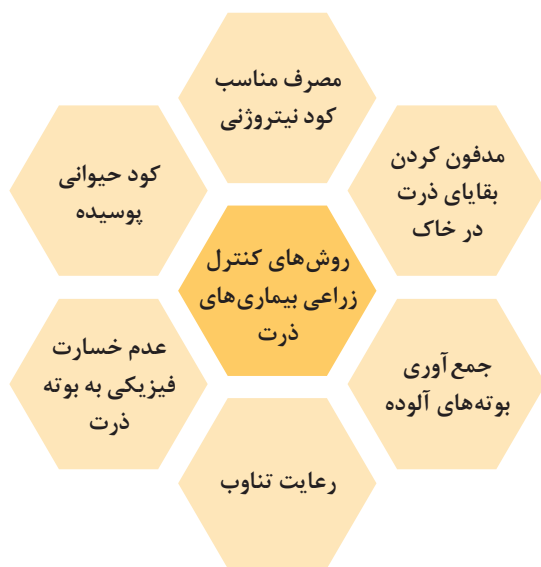 مصرف مناسب
کود نیتروژنی
مدفون کردن
بقایای ذرت
در خاک
کود حیوانی
پوسیده
روش‌های کنترل
زراعی بیماری‌های
ذرت
جمع‌آوری
بوته‌های آلوده
عدم خسارت
فیزیکی به بوته
ذرت
رعایت تناوب